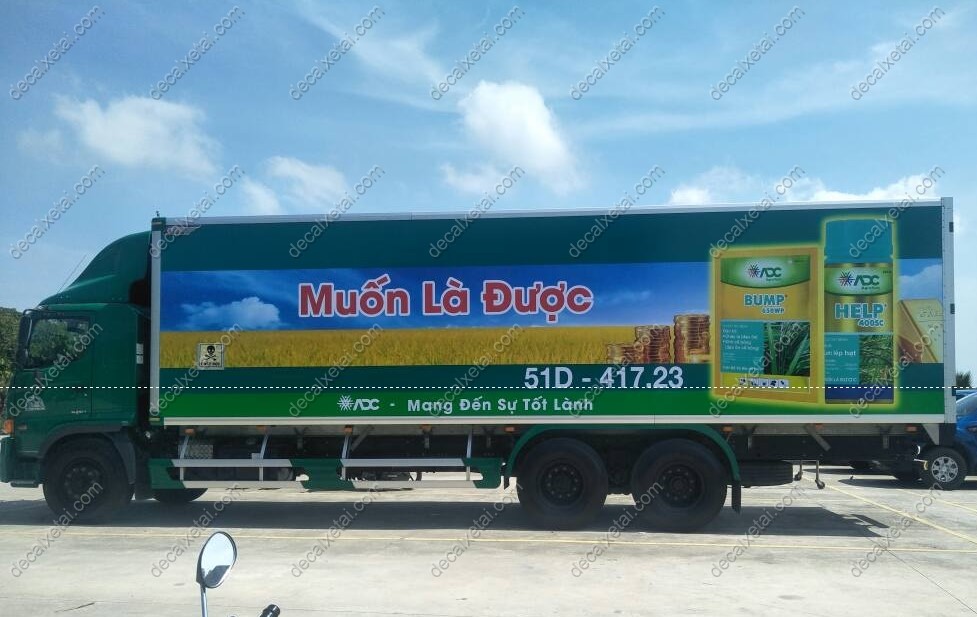 Muốn Là Được
51D - 417.23
ADC - Mang Đến Sự Tốt Lành
ADC
BUMP
650WP
ADC
HELP
400SC
decalxetai.com